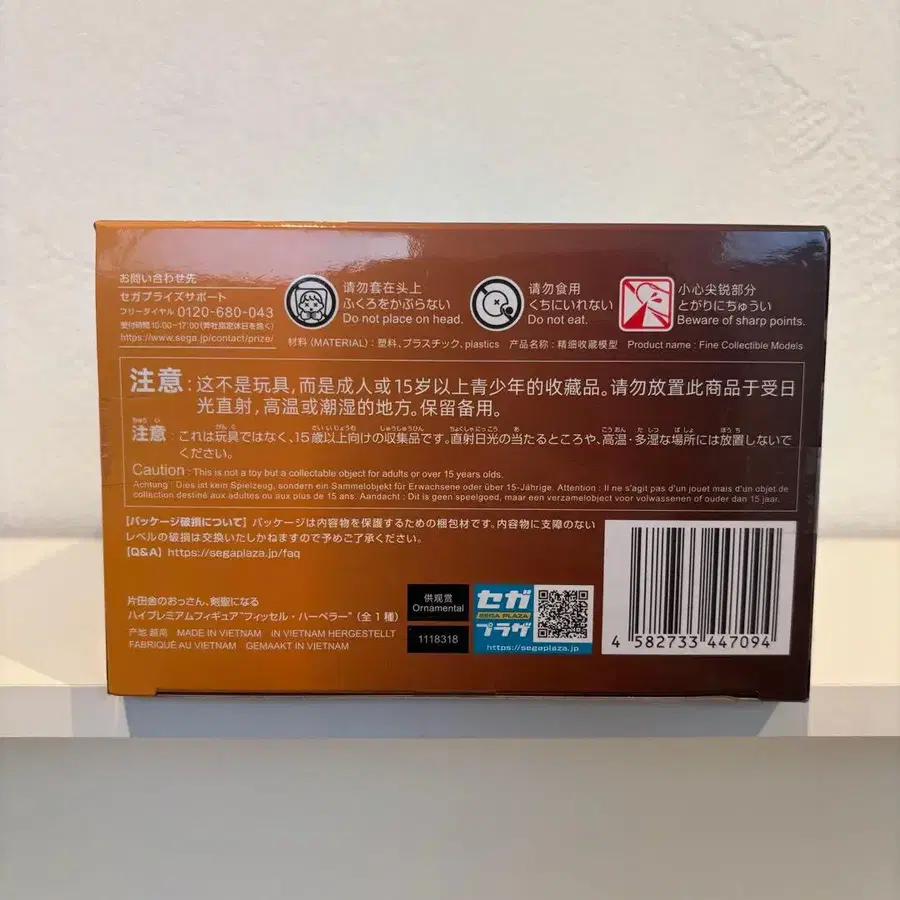 お問い合わせ先
セガプライズサポート
フリーダイヤル 0120-680-043
受付時間10:00~17:00(弊社指定休日を除く)
https://www.sega.jp/contact/prize/
请勿套在头上
ふくろをかぶらない
Do not place on head.
请勿食用
くちにいれない
Do not eat.
小心尖锐部分
とがりにちゅうい
Beware of sharp points.
材料 (MATERIAL) : 塑料、プラスチック、plastics 产品名称 : 精细收藏模型 Product name : Fine Collectible Models
注意 : 这不是玩具,而是成人或15岁以上青少年的收藏品。请勿放置此商品于受日
光直射,高温或潮湿的地方。保留备用。
注意 : これは玩具ではなく、15歳以上向けの収集品です。直射日光の当たるところや、高温・多湿な場所には放置しないで
ください。
Caution : This is not a toy but a collectable object for adults or over 15 years olds.
Achtung : Dies ist kein Spielzeug, sondern ein Sammelobjekt für Erwachsene oder über 15-Jährige. Attention : Il ne s'agit pas d'un jouet mais d'un objet de
collection destiné aux adultes ou aux plus de 15 ans. Aandacht : Dit is geen speelgoed, maar een verzamelobject voor volwassenen of ouder dan 15 jaar.
【パッケージ破損について】パッケージは内容物を保護するための梱包材です。内容物に支障のない
レベルの破損は交換いたしかねますので予めご了承ください。
【Q&A】https://segaplaza.jp/faq
片田舎のおっさん、剣聖になる
ハイプレミアムフィギュア"フィッセル・ハーベラー"(全1種)
产地 越南 MADE IN VIETNAM IN VIETNAM HERGESTELLT
FABRIQUÉ AU VIETNAM GEMAAKT IN VIETNAM
供观赏
Ornamental
1118318
セガ
SEGA PLAZA
プラザ
https://segaplaza.jp
4 582733 447094